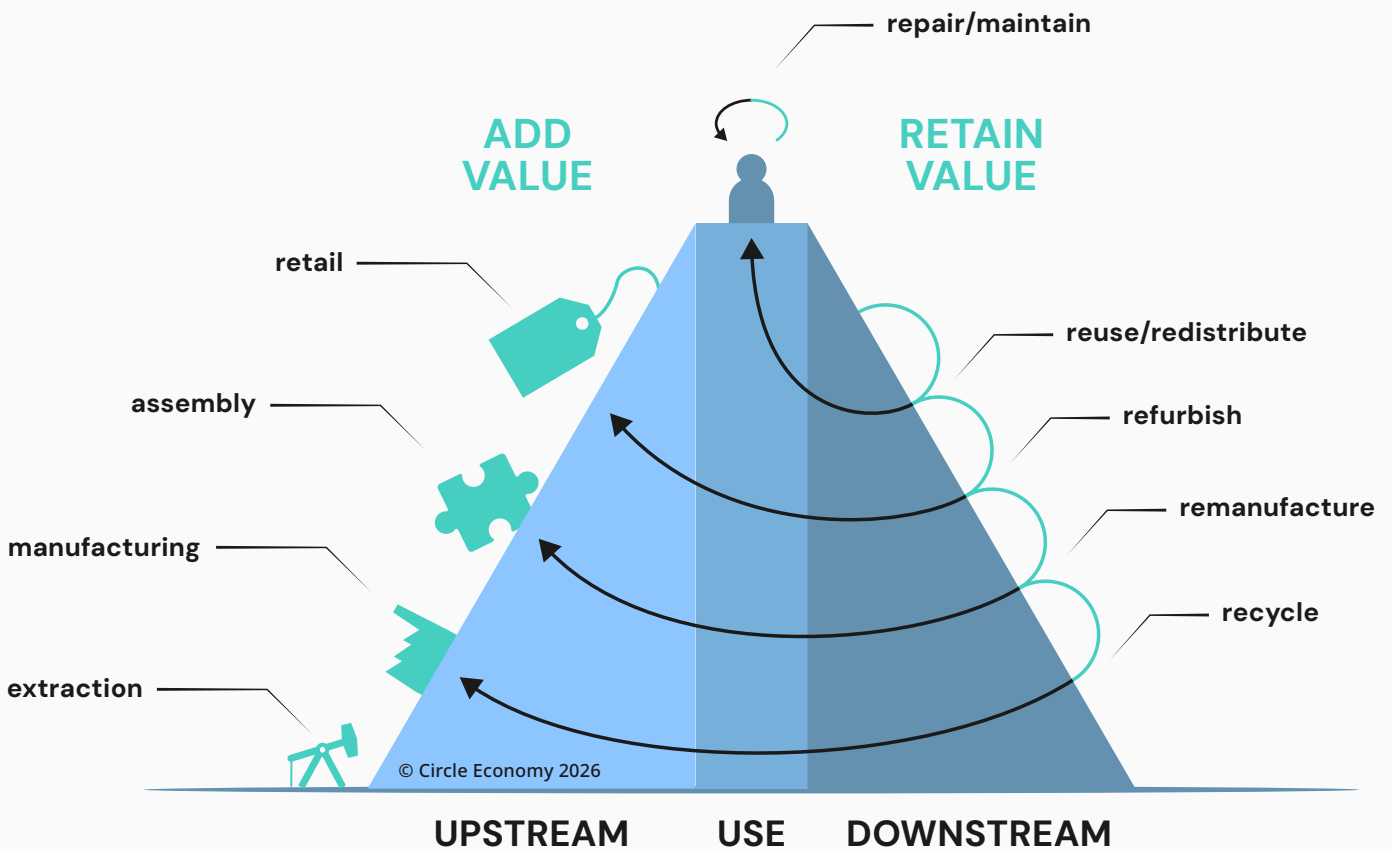 repair/maintain
ADD
VALUE
RETAIN
VALUE
retail
reuse/redistribute
assembly
refurbish
remanufacture
manufacturing
recycle
extraction
© Circle Economy 2026
UPSTREAM
USE
DOWNSTREAM